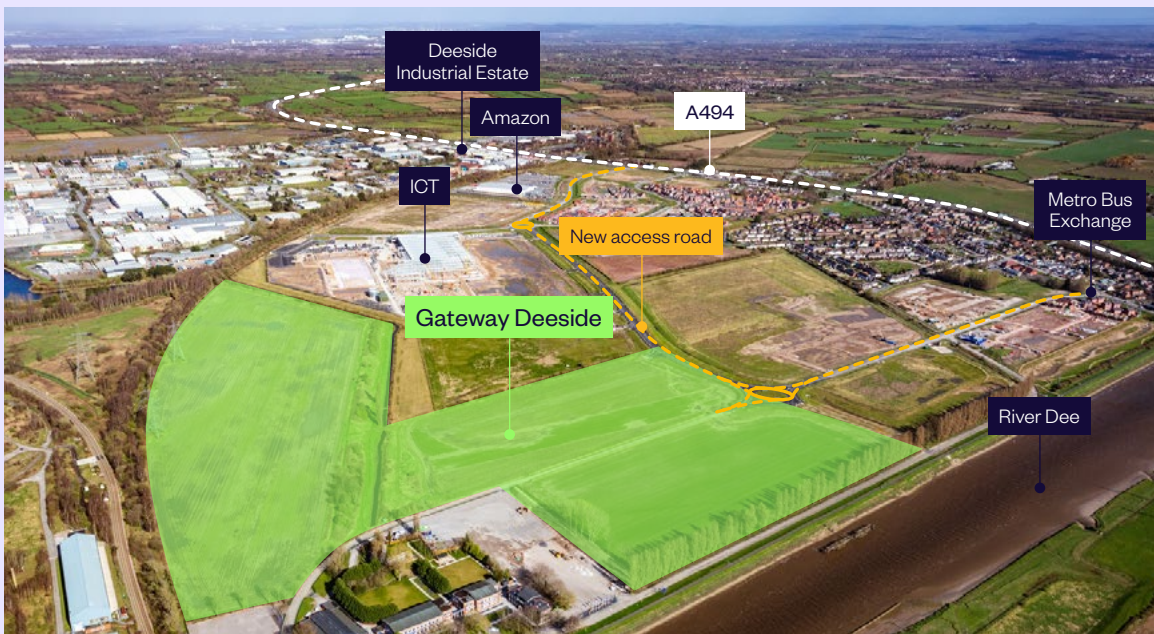 Deeside
Industrial Estate
Amazon
A494
ICT
Metro Bus
Exchange
New access road
Gateway Deeside
River Dee